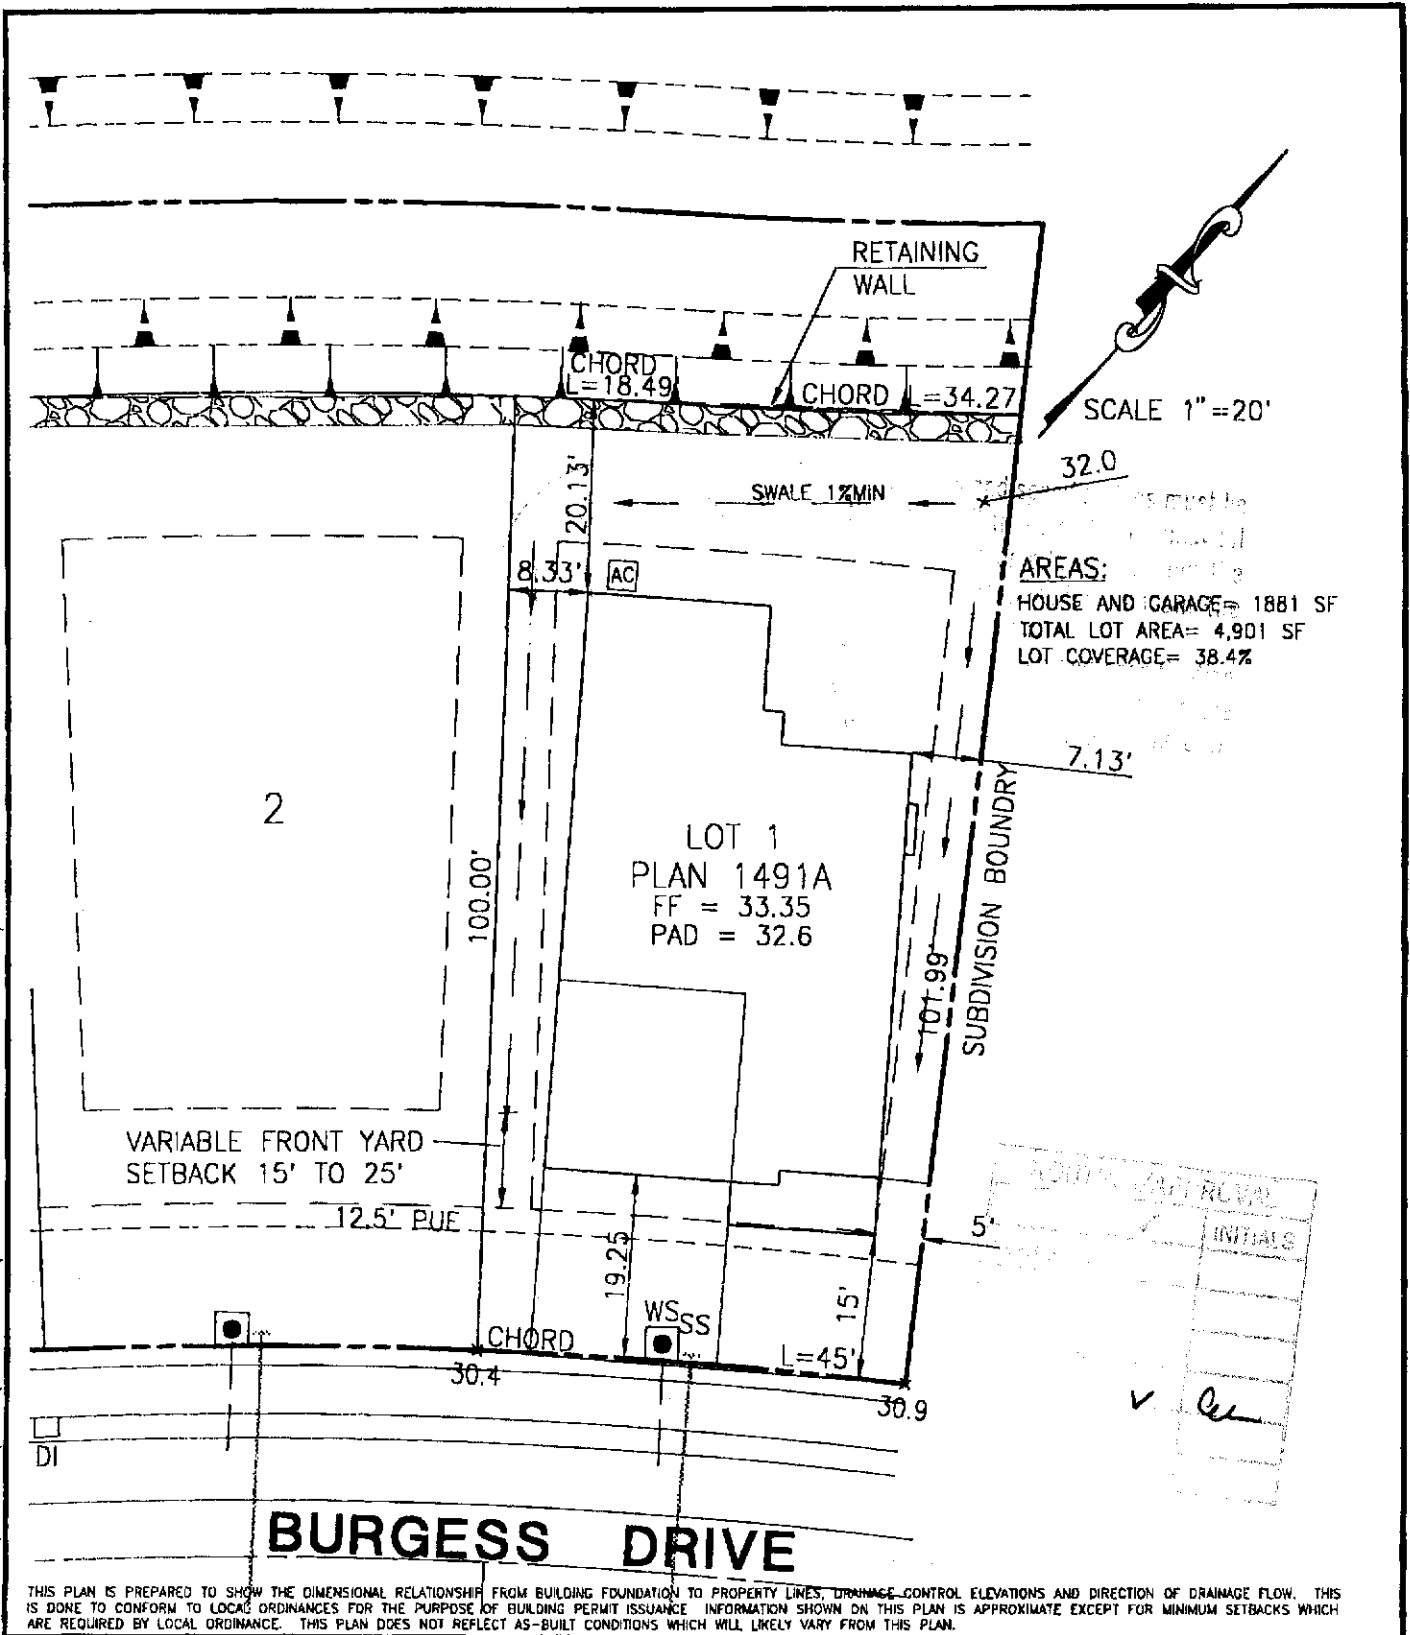 RETAINING
WALL
CHORD
L=18.49
CHORD L=34.27
SCALE 1"=20'
32.0
20.13'
SWALE 1%MIN
must be
8.33'
AC
AREAS:
HOUSE AND GARAGE= 1881 SF
TOTAL LOT AREA= 4,901 SF
LOT COVERAGE= 38.4%
7.13'
2
LOT 1
PLAN 1491A
FF = 33.35
PAD = 32.6
100.00'
101.99'
SUBDIVISION BOUNDRY
VARIABLE FRONT YARD
SETBACK 15' TO 25'
12.5' PUE
5'
INITIALS
19.25
15'
WS
SS
CHORD
L=45'
30.4
30.9
DI
BURGESS DRIVE
THIS PLAN IS PREPARED TO SHOW THE DIMENSIONAL RELATIONSHIP FROM BUILDING FOUNDATION TO PROPERTY LINES, DRAINAGE CONTROL ELEVATIONS AND DIRECTION OF DRAINAGE FLOW. THIS
IS DONE TO CONFORM TO LOCAL ORDINANCES FOR THE PURPOSE OF BUILDING PERMIT ISSUANCE INFORMATION SHOWN ON THIS PLAN IS APPROXIMATE EXCEPT FOR MINIMUM SETBACKS WHICH
ARE REQUIRED BY LOCAL ORDINANCE. THIS PLAN DOES NOT REFLECT AS-BUILT CONDITIONS WHICH WILL LIKELY VARY FROM THIS PLAN.